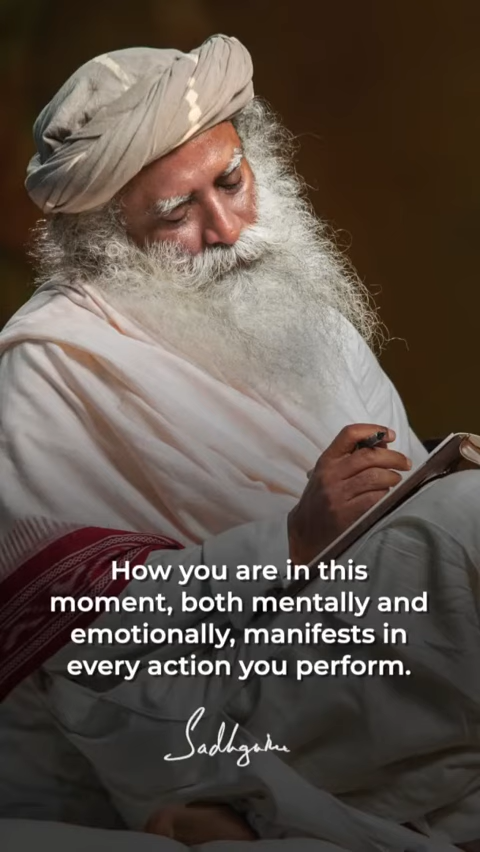 How you are in this
moment, both mentally and
emotionally, manifests in
every action you perform.
Sadhguru